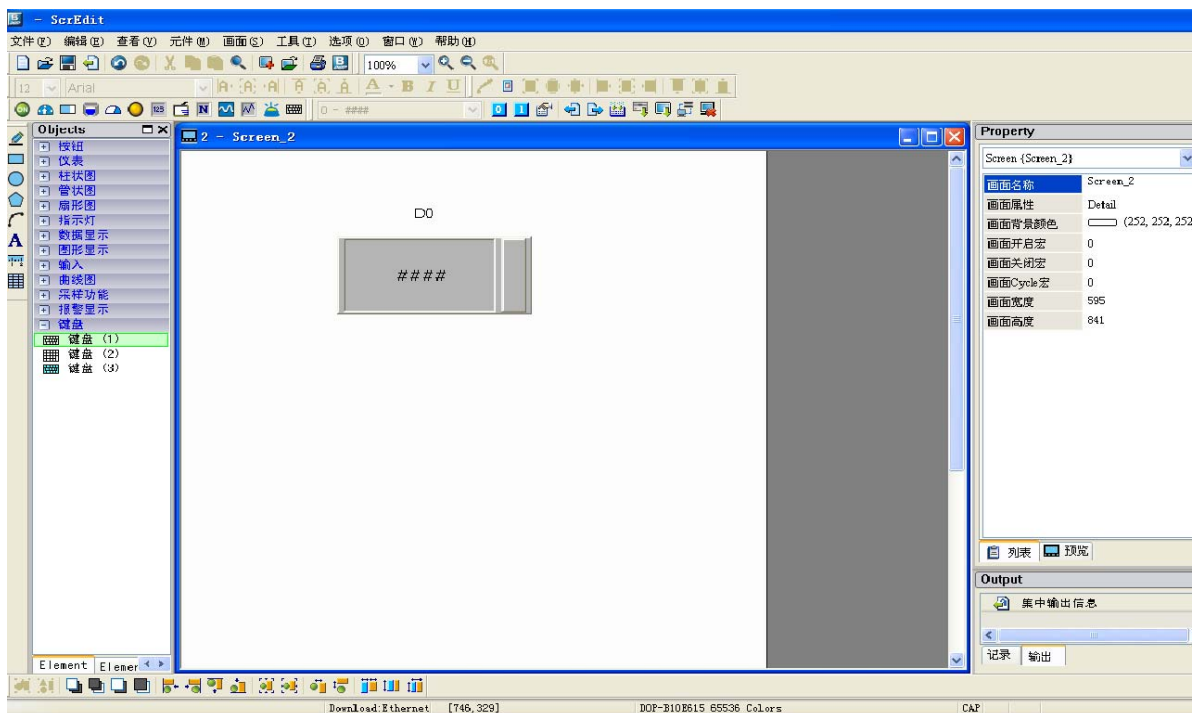 - ScrEdit
文件(F) 编辑(E) 查看(V) 元件(M) 画面(S) 工具(T) 选项(O) 窗口(W) 帮助(H)
100%
12 Arial A B I U
123 N 0 - #### 0 1
Objects
按钮
仪表
柱状图
管状图
扇形图
指示灯
数据显示
图形显示
输入
曲线图
采样功能
报警显示
键盘
键盘 (1)
键盘 (2)
键盘 (3)
Element Elemer
2 - Screen_2
D0
####
Property
Screen {Screen_2}
画面名称 Screen_2
画面属性 Detail
画面背景颜色 (252, 252, 252
画面开启宏 0
画面关闭宏 0
画面Cycle宏 0
画面宽度 595
画面高度 841
列表 预览
Output
集中输出信息
记录 输出
Download:Ethernet [746,329] DOP-B10E615 65536 Colors CAP